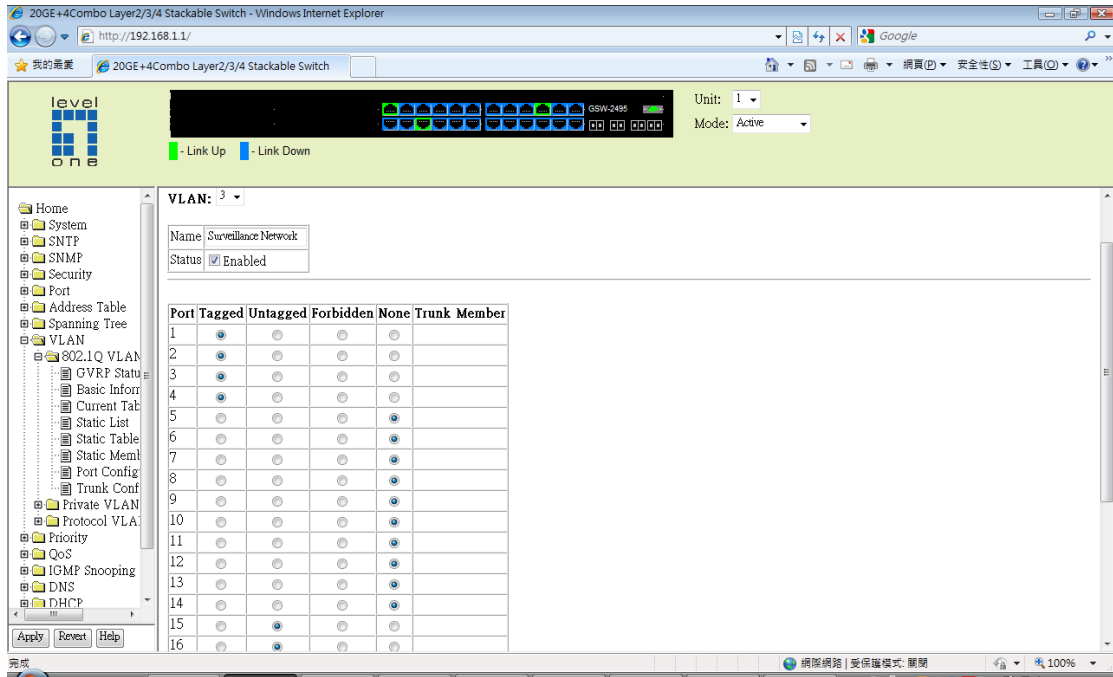 20GE+4Combo Layer2/3/4 Stackable Switch - Windows Internet Explorer
http://192.168.1.1/
Google
我的最愛
20GE+4Combo Layer2/3/4 Stackable Switch
網頁(P)
安全性(S)
工具(O)
level
one
GSW-2495
- Link Up
- Link Down
Unit: 1
Mode: Active
Home
System
SNTP
SNMP
Security
Port
Address Table
Spanning Tree
VLAN
802.1Q VLAN
GVRP Statu
Basic Inforr
Current Tab
Static List
Static Table
Static Meml
Port Config
Trunk Conf
Private VLAN
Protocol VLA
Priority
QoS
IGMP Snooping
DNS
DHCP
Apply Revert Help
VLAN: 3
Name Surveillance Network
Status Enabled
Port Tagged Untagged Forbidden None Trunk Member
1
2
3
4
5
6
7
8
9
10
11
12
13
14
15
16
完成
網際網路 | 受保護模式: 關閉
100%